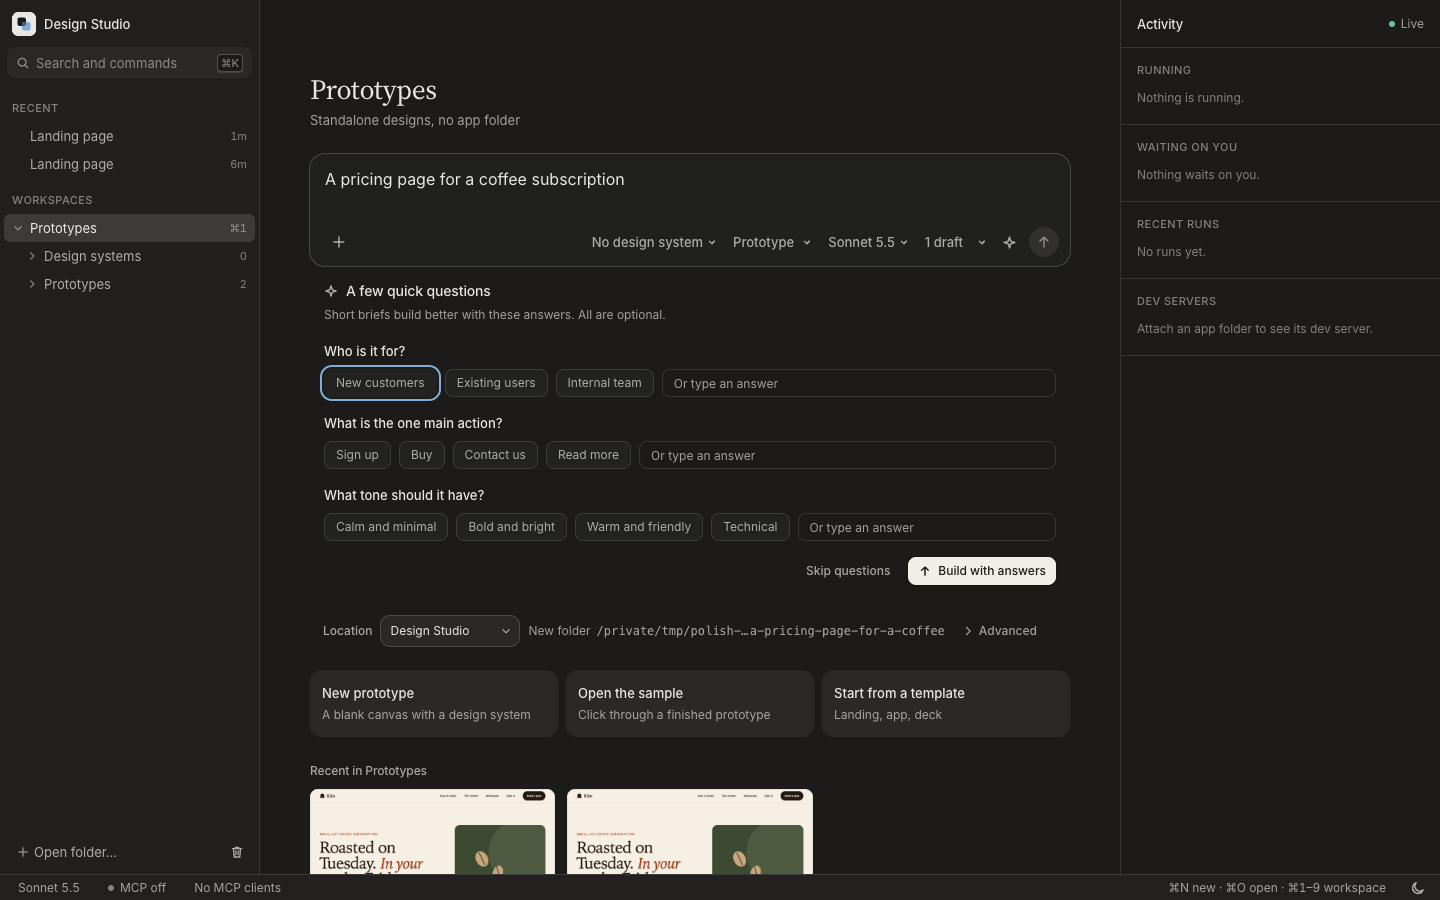 Design Studio
Search and commands ⌘K
RECENT
Landing page 1m
Landing page 6m
WORKSPACES
Prototypes ⌘1
Design systems 0
Prototypes 2
Open folder...
Prototypes
Standalone designs, no app folder
A pricing page for a coffee subscription
No design system Prototype Sonnet 5.5 1 draft
A few quick questions
Short briefs build better with these answers. All are optional.
Who is it for?
New customers Existing users Internal team Or type an answer
What is the one main action?
Sign up Buy Contact us Read more Or type an answer
What tone should it have?
Calm and minimal Bold and bright Warm and friendly Technical Or type an answer
Skip questions Build with answers
Location Design Studio New folder /private/tmp/polish-…a-pricing-page-for-a-coffee Advanced
New prototype
A blank canvas with a design system
Open the sample
Click through a finished prototype
Start from a template
Landing, app, deck
Recent in Prototypes
Roasted on
Tuesday. In your
Roasted on
Tuesday. In your
Activity Live
RUNNING
Nothing is running.
WAITING ON YOU
Nothing waits on you.
RECENT RUNS
No runs yet.
DEV SERVERS
Attach an app folder to see its dev server.
Sonnet 5.5 MCP off No MCP clients ⌘N new · ⌘O open · ⌘1–9 workspace